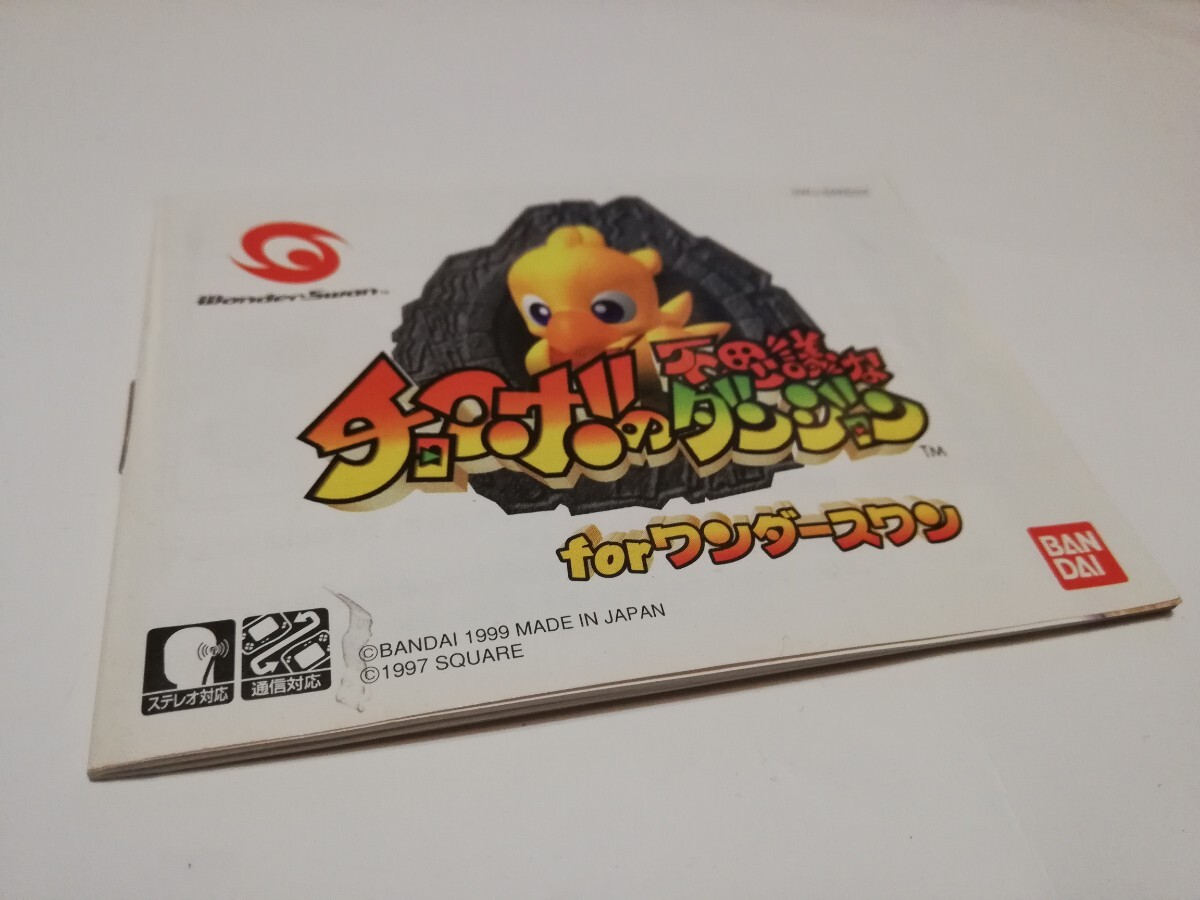 WonderSwan™
チョコボの
不思議な
ダンジョン
TM
forワンダースワン
BAN
DAI
ステレオ対応
通信対応
©BANDAI 1999 MADE IN JAPAN
©1997 SQUARE